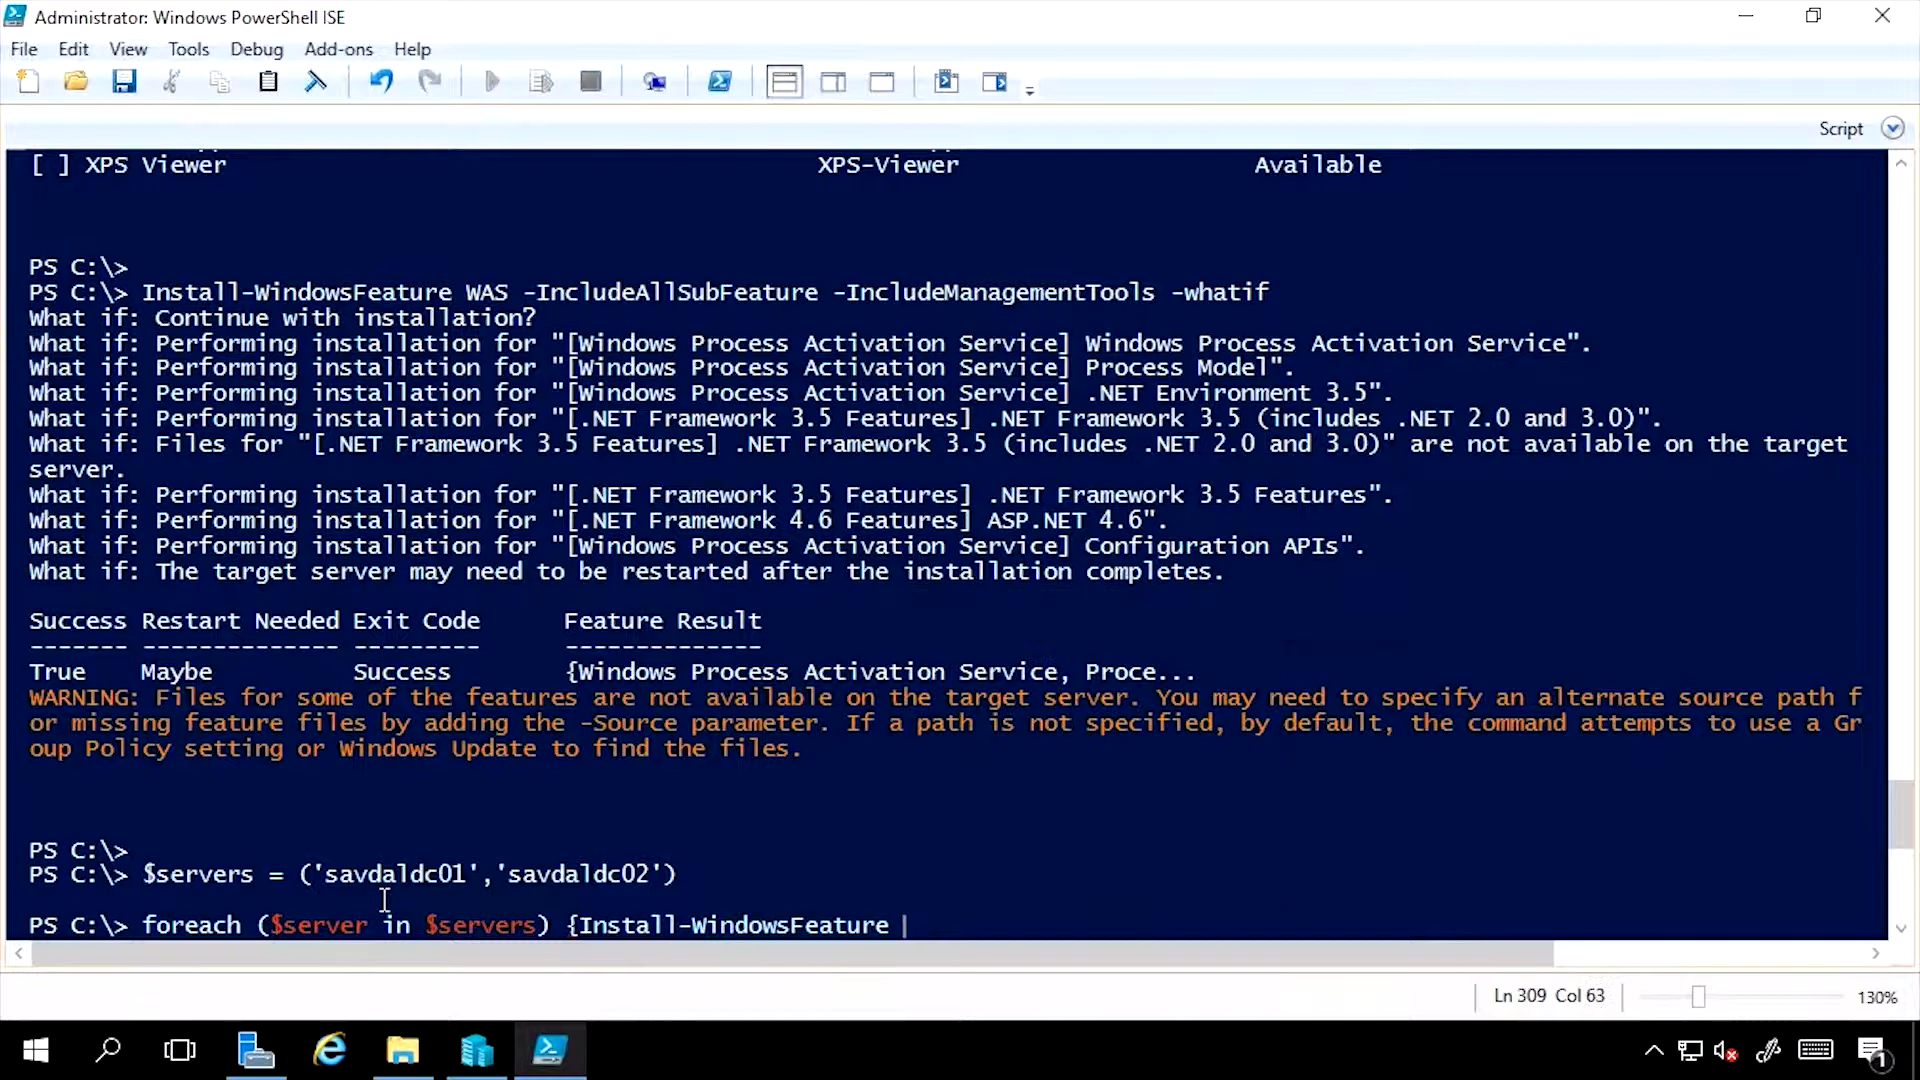 Administrator: Windows PowerShell ISE
File Edit View Tools Debug Add-ons Help
Script
[ ] XPS Viewer XPS-Viewer Available
PS C:\>
PS C:\> Install-WindowsFeature WAS -IncludeAllSubFeature -IncludeManagementTools -whatif
What if: Continue with installation?
What if: Performing installation for "[Windows Process Activation Service] Windows Process Activation Service".
What if: Performing installation for "[Windows Process Activation Service] Process Model".
What if: Performing installation for "[Windows Process Activation Service] .NET Environment 3.5".
What if: Performing installation for "[.NET Framework 3.5 Features] .NET Framework 3.5 (includes .NET 2.0 and 3.0)".
What if: Files for "[.NET Framework 3.5 Features] .NET Framework 3.5 (includes .NET 2.0 and 3.0)" are not available on the target
server.
What if: Performing installation for "[.NET Framework 3.5 Features] .NET Framework 3.5 Features".
What if: Performing installation for "[.NET Framework 4.6 Features] ASP.NET 4.6".
What if: Performing installation for "[Windows Process Activation Service] Configuration APIs".
What if: The target server may need to be restarted after the installation completes.
Success Restart Needed Exit Code Feature Result
------- -------------- --------- --------------
True Maybe Success {Windows Process Activation Service, Proce...
WARNING: Files for some of the features are not available on the target server. You may need to specify an alternate source path f
or missing feature files by adding the -Source parameter. If a path is not specified, by default, the command attempts to use a Gr
oup Policy setting or Windows Update to find the files.
PS C:\>
PS C:\> $servers = ('savdaldc01','savdaldc02')
PS C:\> foreach ($server in $servers) {Install-WindowsFeature
Ln 309 Col 63
130%
1